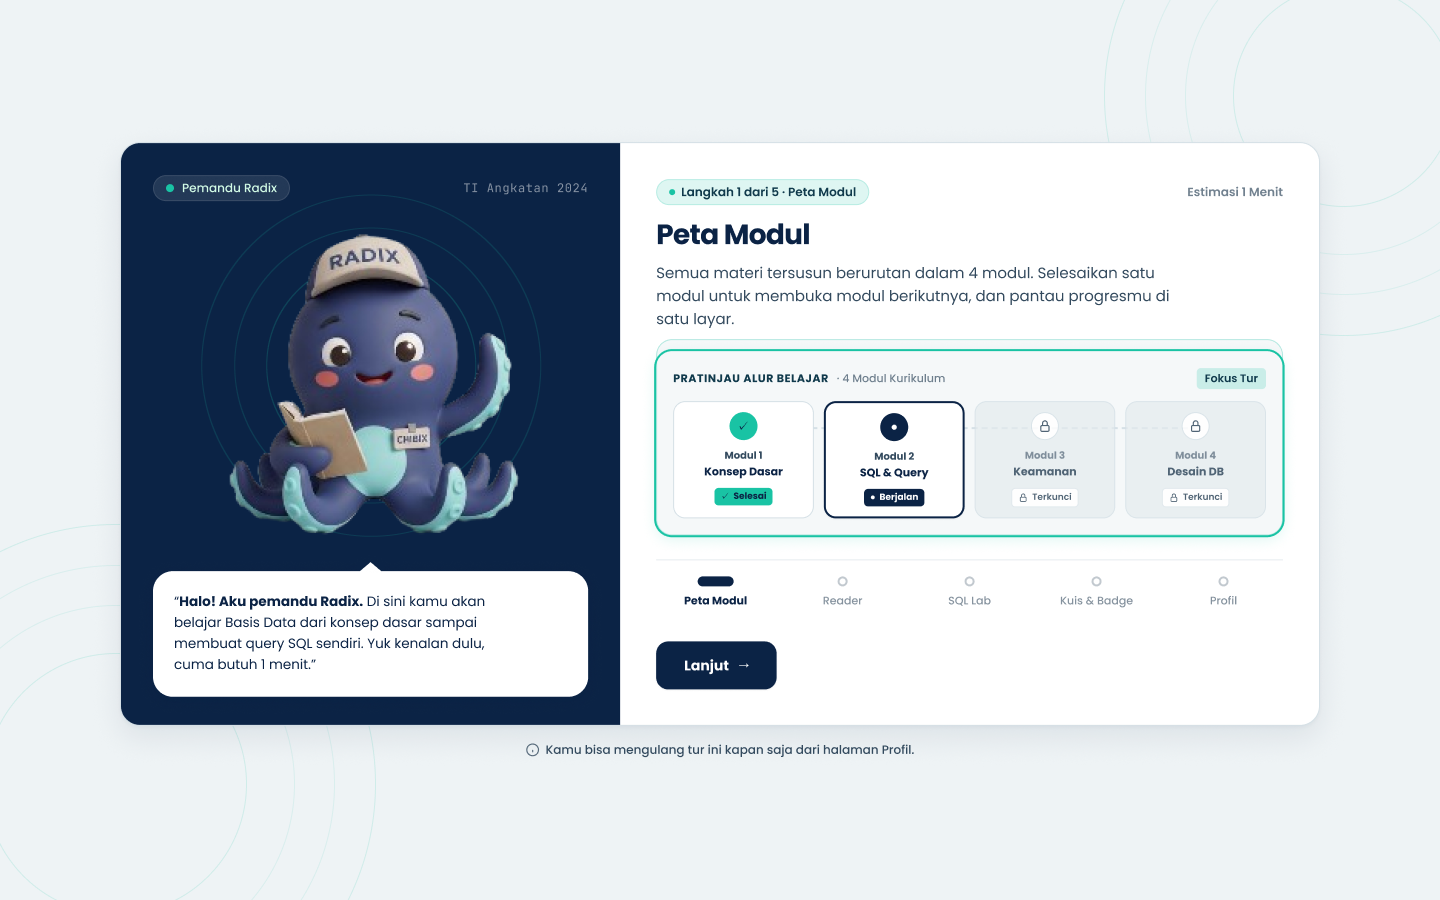 Pemandu Radix
TI Angkatan 2024
RADIX
CHIBIX
“Halo! Aku pemandu Radix. Di sini kamu akan
belajar Basis Data dari konsep dasar sampai
membuat query SQL sendiri. Yuk kenalan dulu,
cuma butuh 1 menit.”
Langkah 1 dari 5 · Peta Modul
Estimasi 1 Menit
Peta Modul
Semua materi tersusun berurutan dalam 4 modul. Selesaikan satu
modul untuk membuka modul berikutnya, dan pantau progresmu di
satu layar.
PRATINJAU ALUR BELAJAR · 4 Modul Kurikulum
Fokus Tur
Modul 1
Konsep Dasar
✓ Selesai
Modul 2
SQL & Query
● Berjalan
Modul 3
Keamanan
Terkunci
Modul 4
Desain DB
Terkunci
Peta Modul
Reader
SQL Lab
Kuis & Badge
Profil
Lanjut →
Kamu bisa mengulang tur ini kapan saja dari halaman Profil.